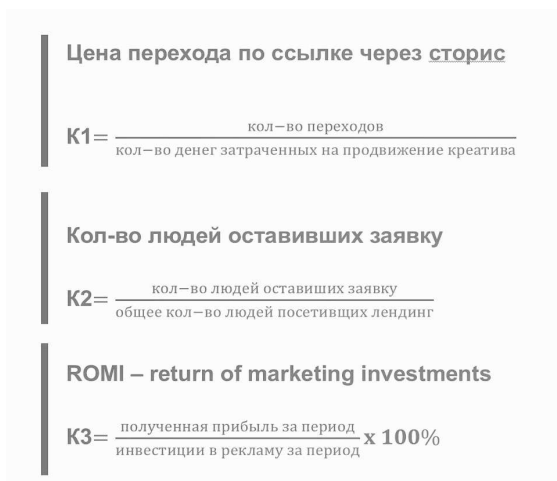 Цена перехода по ссылке через сторис
кол−во переходов
К1=
кол−во денег затраченных на продвижение креатива
Кол-во людей оставивших заявку
кол−во людей оставиших заявку
К2=
общее кол−во людей посетивщих лендинг
ROMI – return of marketing investments
полученная прибыль за период
К3= х 100%
инвестиции в рекламу за период